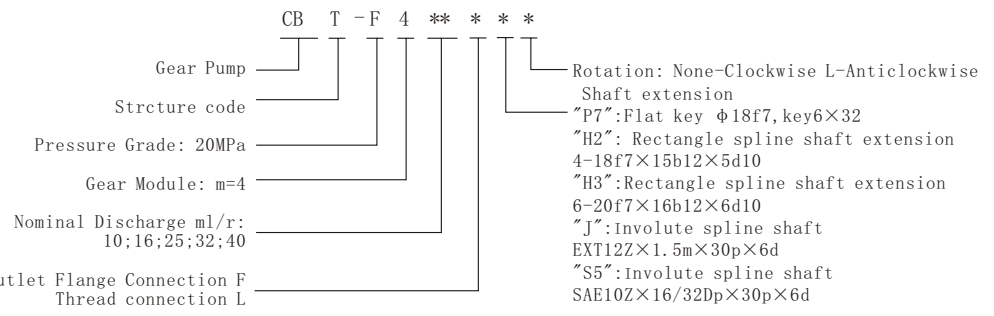 CB T -F 4 ** * * *
Gear Pump
Strcture code
Pressure Grade: 20MPa
Gear Module: m=4
Nominal Discharge ml/r:
10;16;25;32;40
utlet Flange Connection F
Thread connection L
Rotation: None-Clockwise L-Anticlockwise
Shaft extension
"P7":Flat key φ18f7,key6×32
"H2": Rectangle spline shaft extension
4-18f7×15b12×5d10
"H3":Rectangle spline shaft extension
6-20f7×16b12×6d10
"J":Involute spline shaft
EXT12Z×1.5m×30p×6d
"S5":Involute spline shaft
SAE10Z×16/32Dp×30p×6d